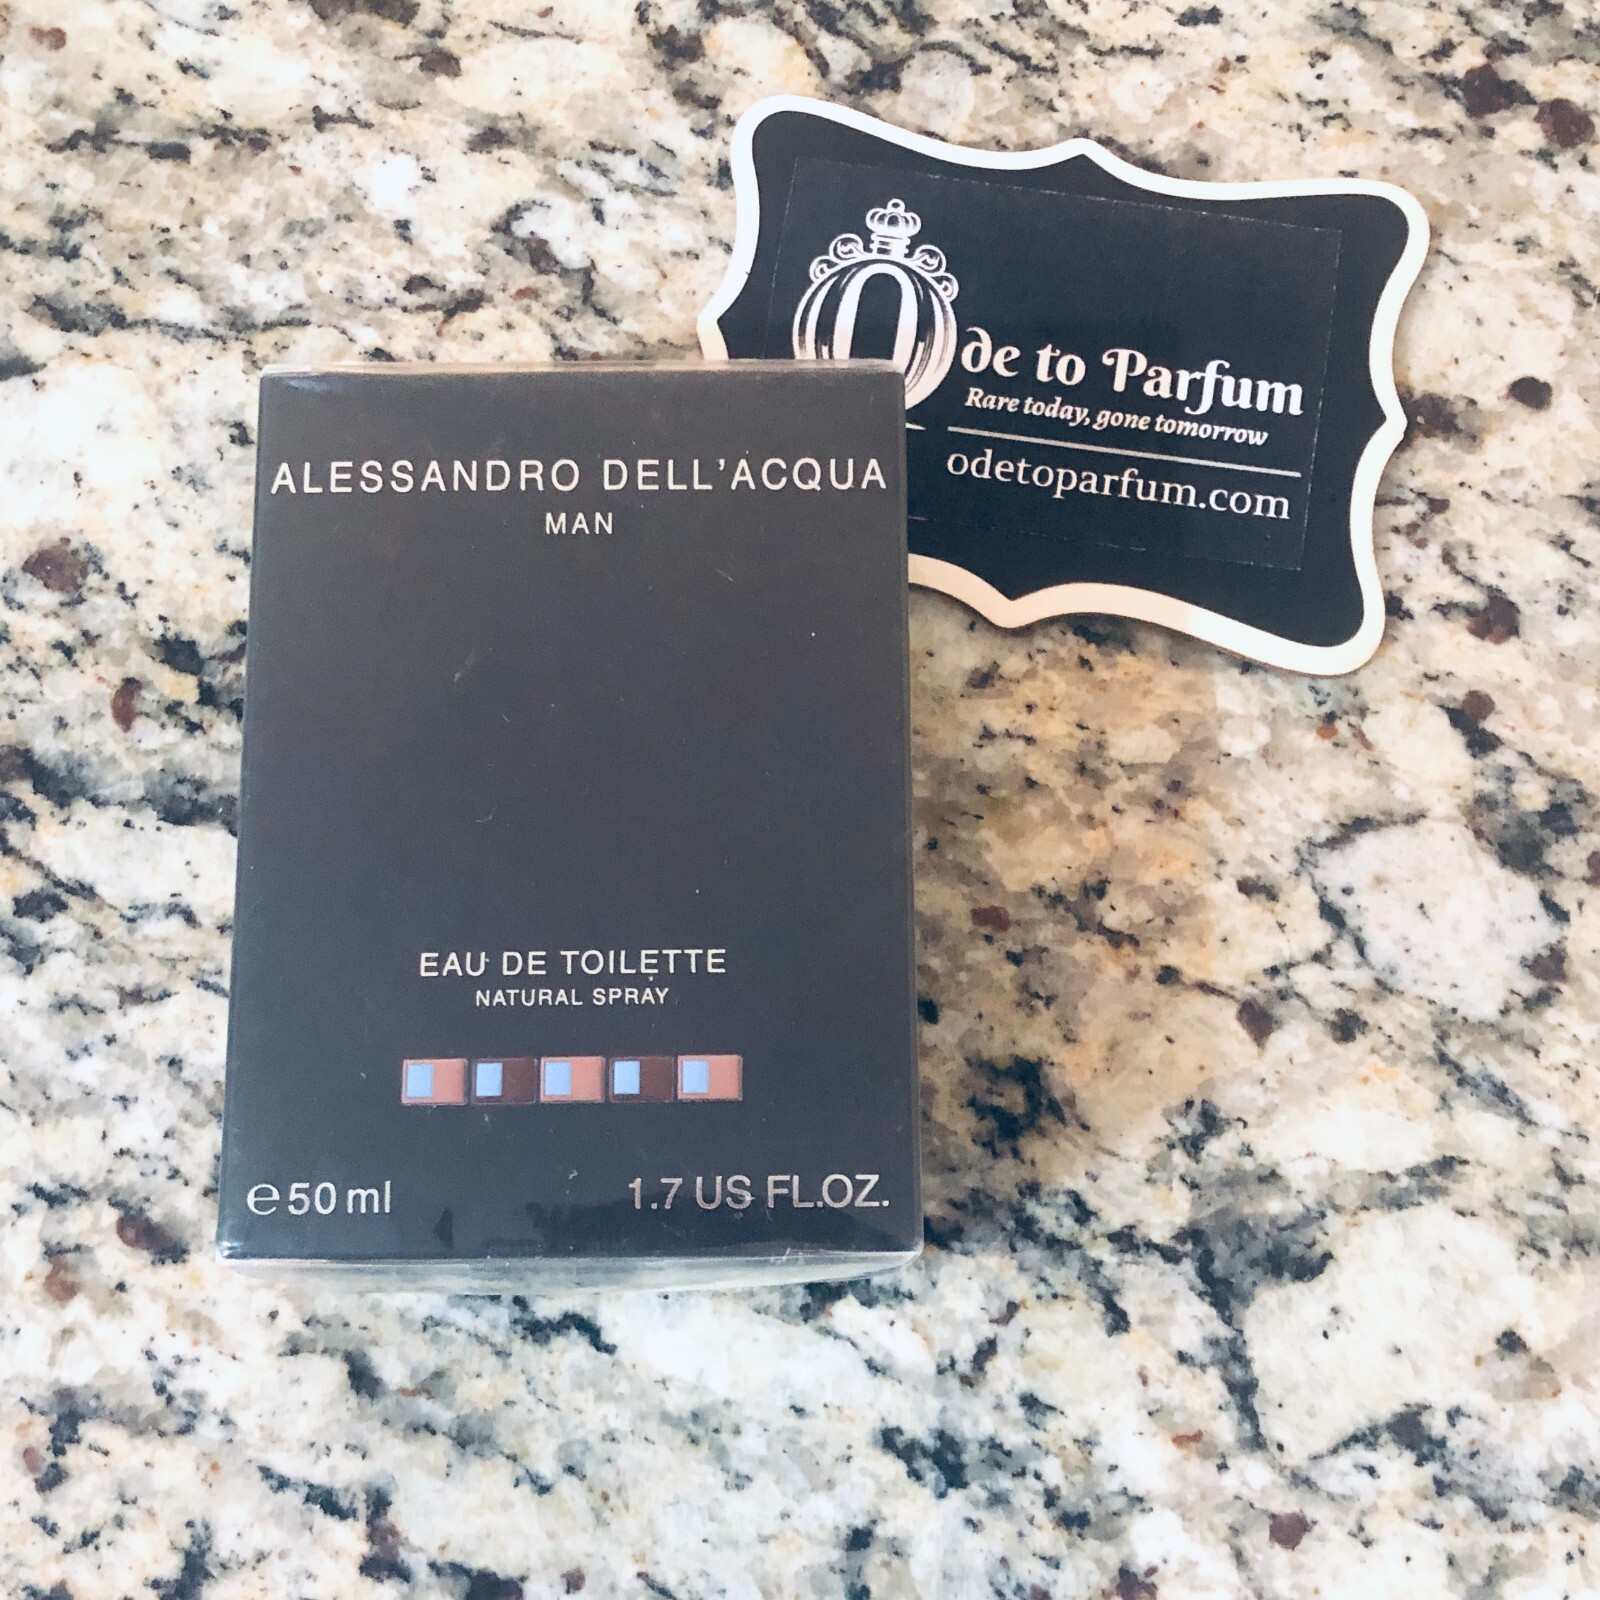 ALESSANDRO DELL'ACQUA
MAN
EAU DE TOILETTE
NATURAL SPRAY
℮50 ml
1.7 US FL.OZ.
Ode to Parfum
Rare today, gone tomorrow
odetoparfum.com